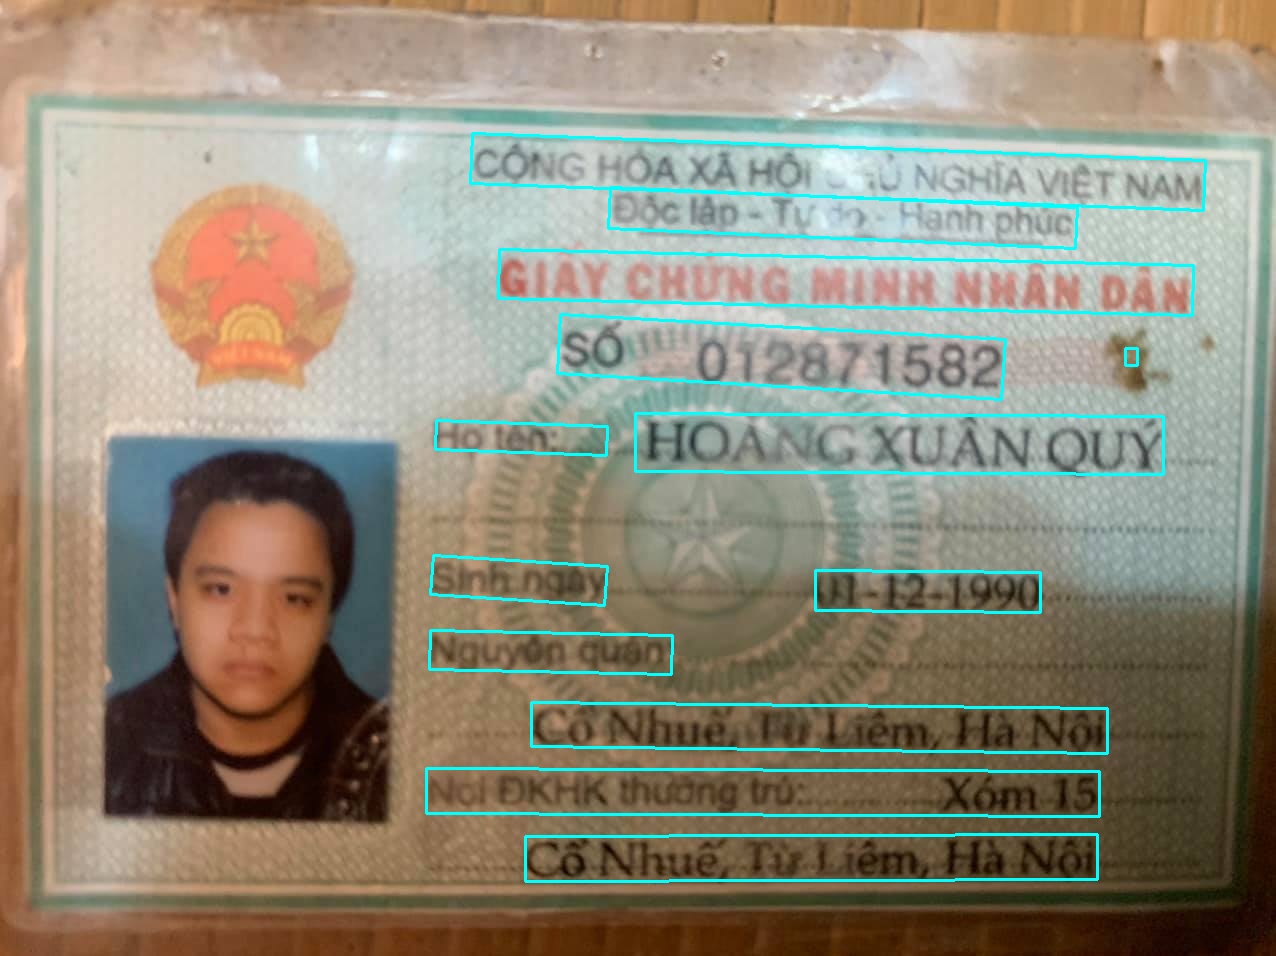 CỘNG HÒA XÃ HỘI CHỦ NGHĨA VIỆT NAM
Độc lập - Tự do - Hạnh phúc
GIẤY CHỨNG MINH NHÂN DÂN
SỐ 012871582
Họ tên: HOÀNG XUÂN QUÝ
Sinh ngày 01-12-1990
Nguyên quán
Cổ Nhuế, Từ Liêm, Hà Nội
Nơi ĐKHK thường trú: Xóm 15
Cổ Nhuế, Từ Liêm, Hà Nội
VIỆT NAM